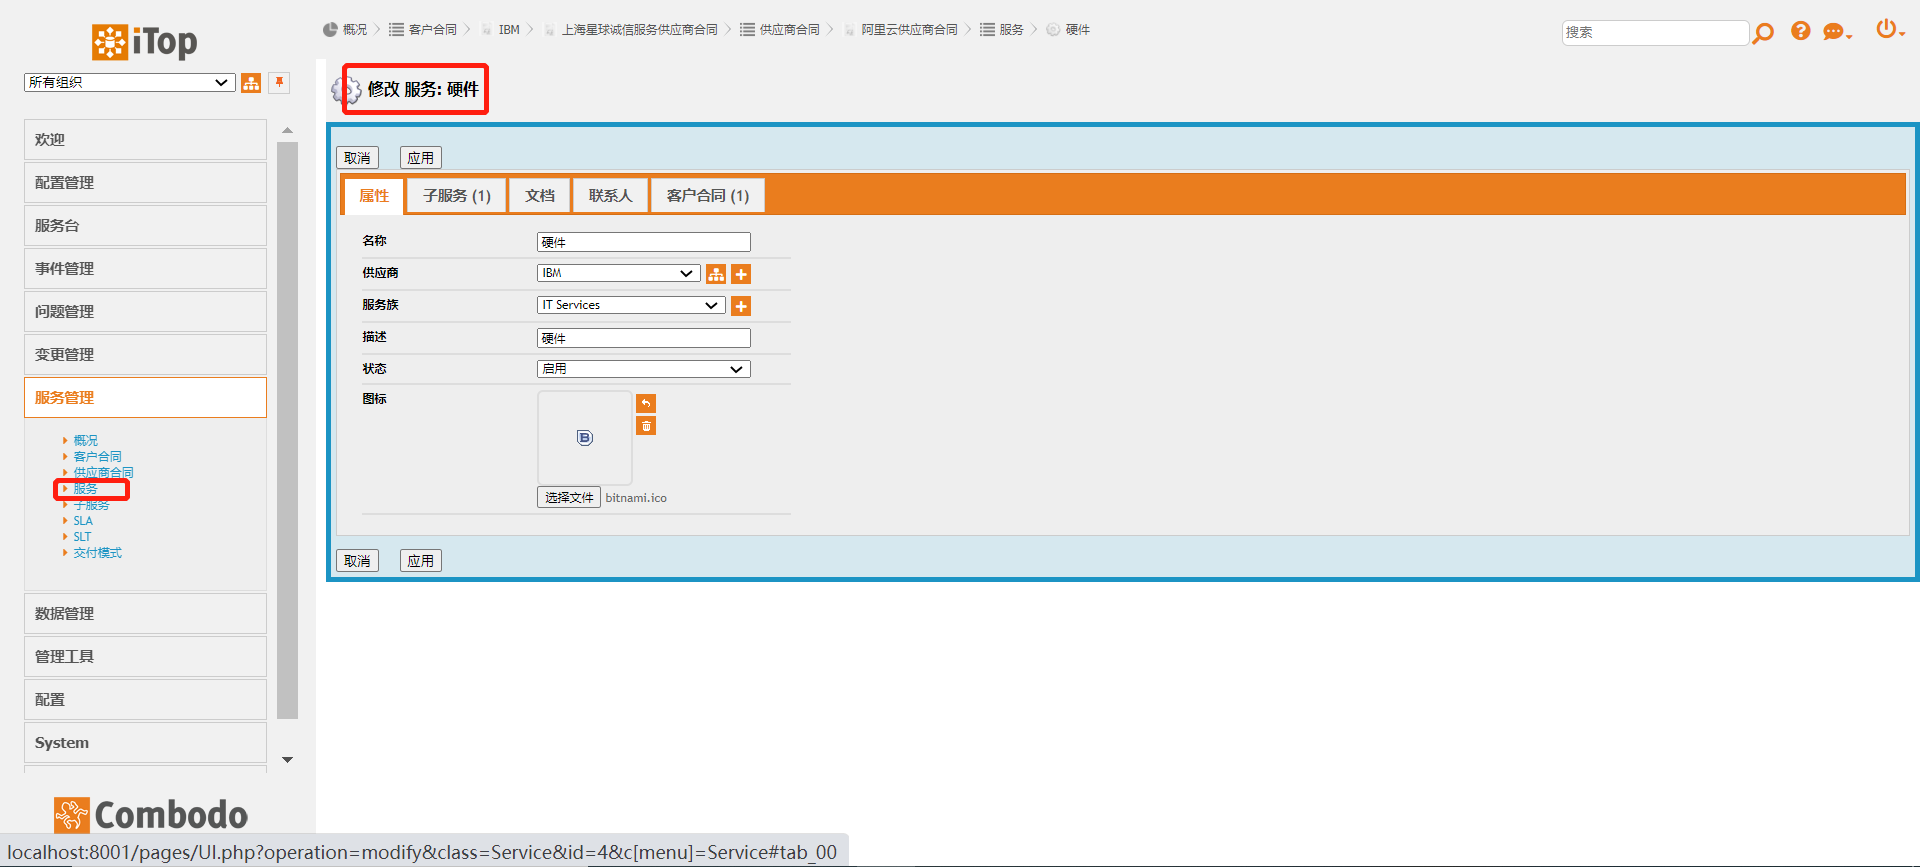 iTop
所有组织
欢迎
配置管理
服务台
事件管理
问题管理
变更管理
服务管理
概况
客户合同
供应商合同
服务
子服务
SLA
SLT
交付模式
数据管理
管理工具
配置
System
Combodo
概况 客户合同 IBM 上海星球诚信服务供应商合同 供应商合同 阿里云供应商合同 服务 硬件
搜索
修改 服务: 硬件
取消 应用
属性 子服务 (1) 文档 联系人 客户合同 (1)
名称 硬件
供应商 IBM
服务族 IT Services
描述 硬件
状态 启用
图标
B
选择文件 bitnami.ico
取消 应用
localhost:8001/pages/UI.php?operation=modify&class=Service&id=4&c[menu]=Service#tab_00